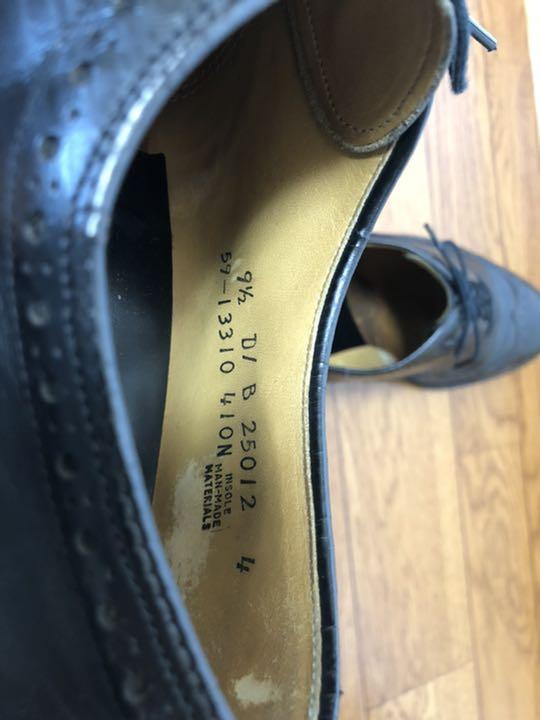 9½ D/B 25012 4
59-13310 410N
INSOLE
MAN-MADE
MATERIALS